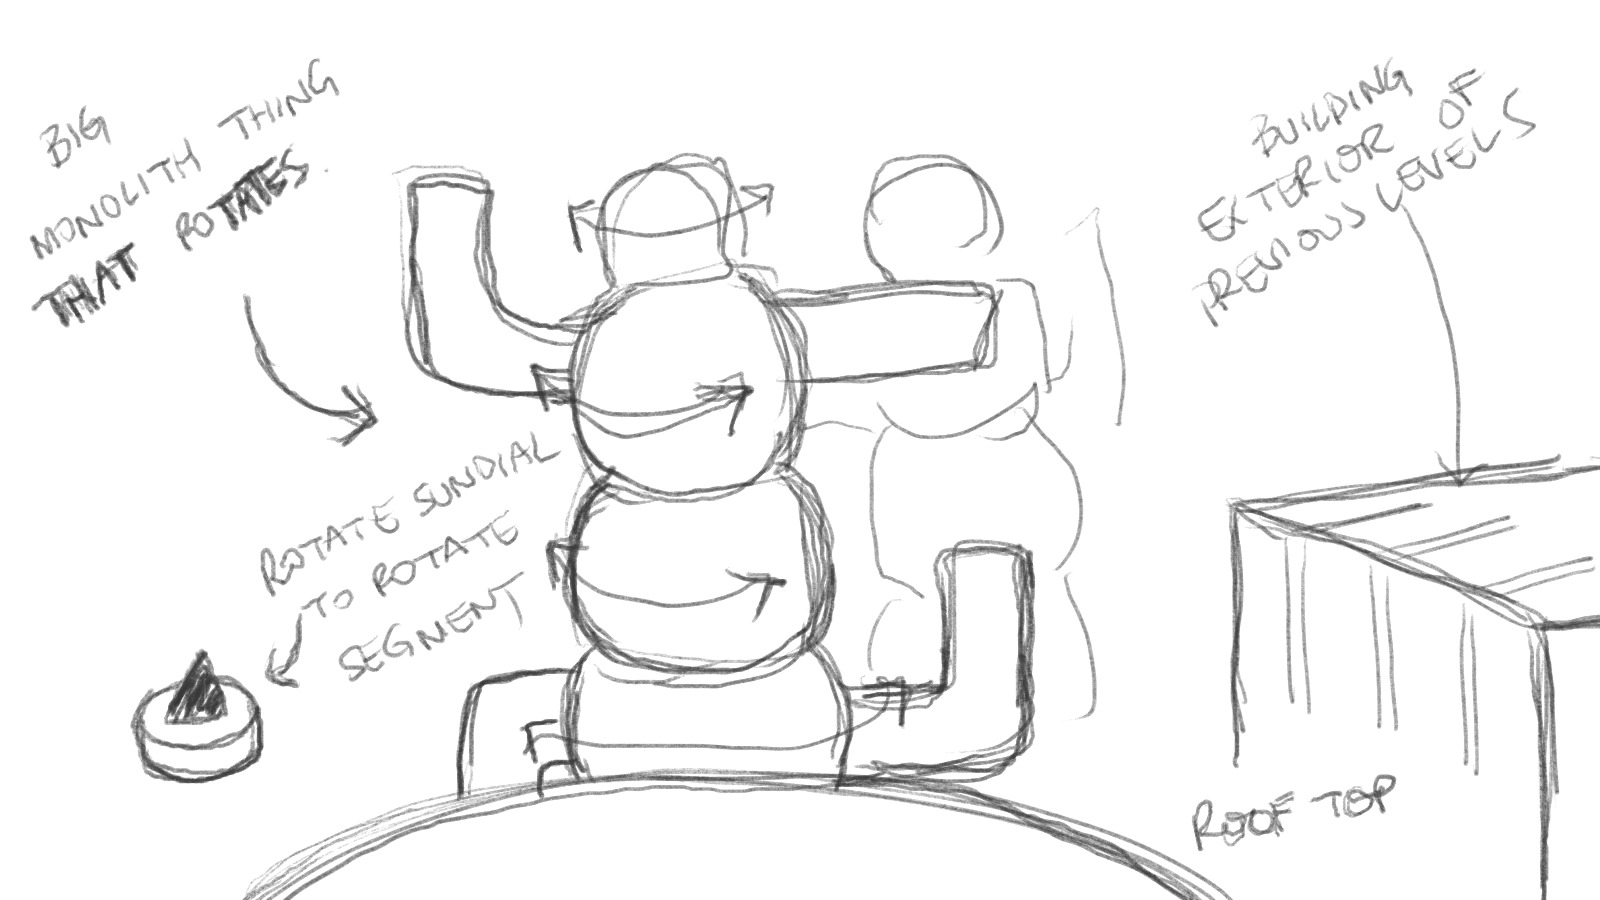 BIG
MONOLITH THING
THAT ROTATES.
ROTATE SUNDIAL
TO ROTATE
SEGMENT
BUILDING
EXTERIOR OF
PREVIOUS LEVELS
ROOF TOP